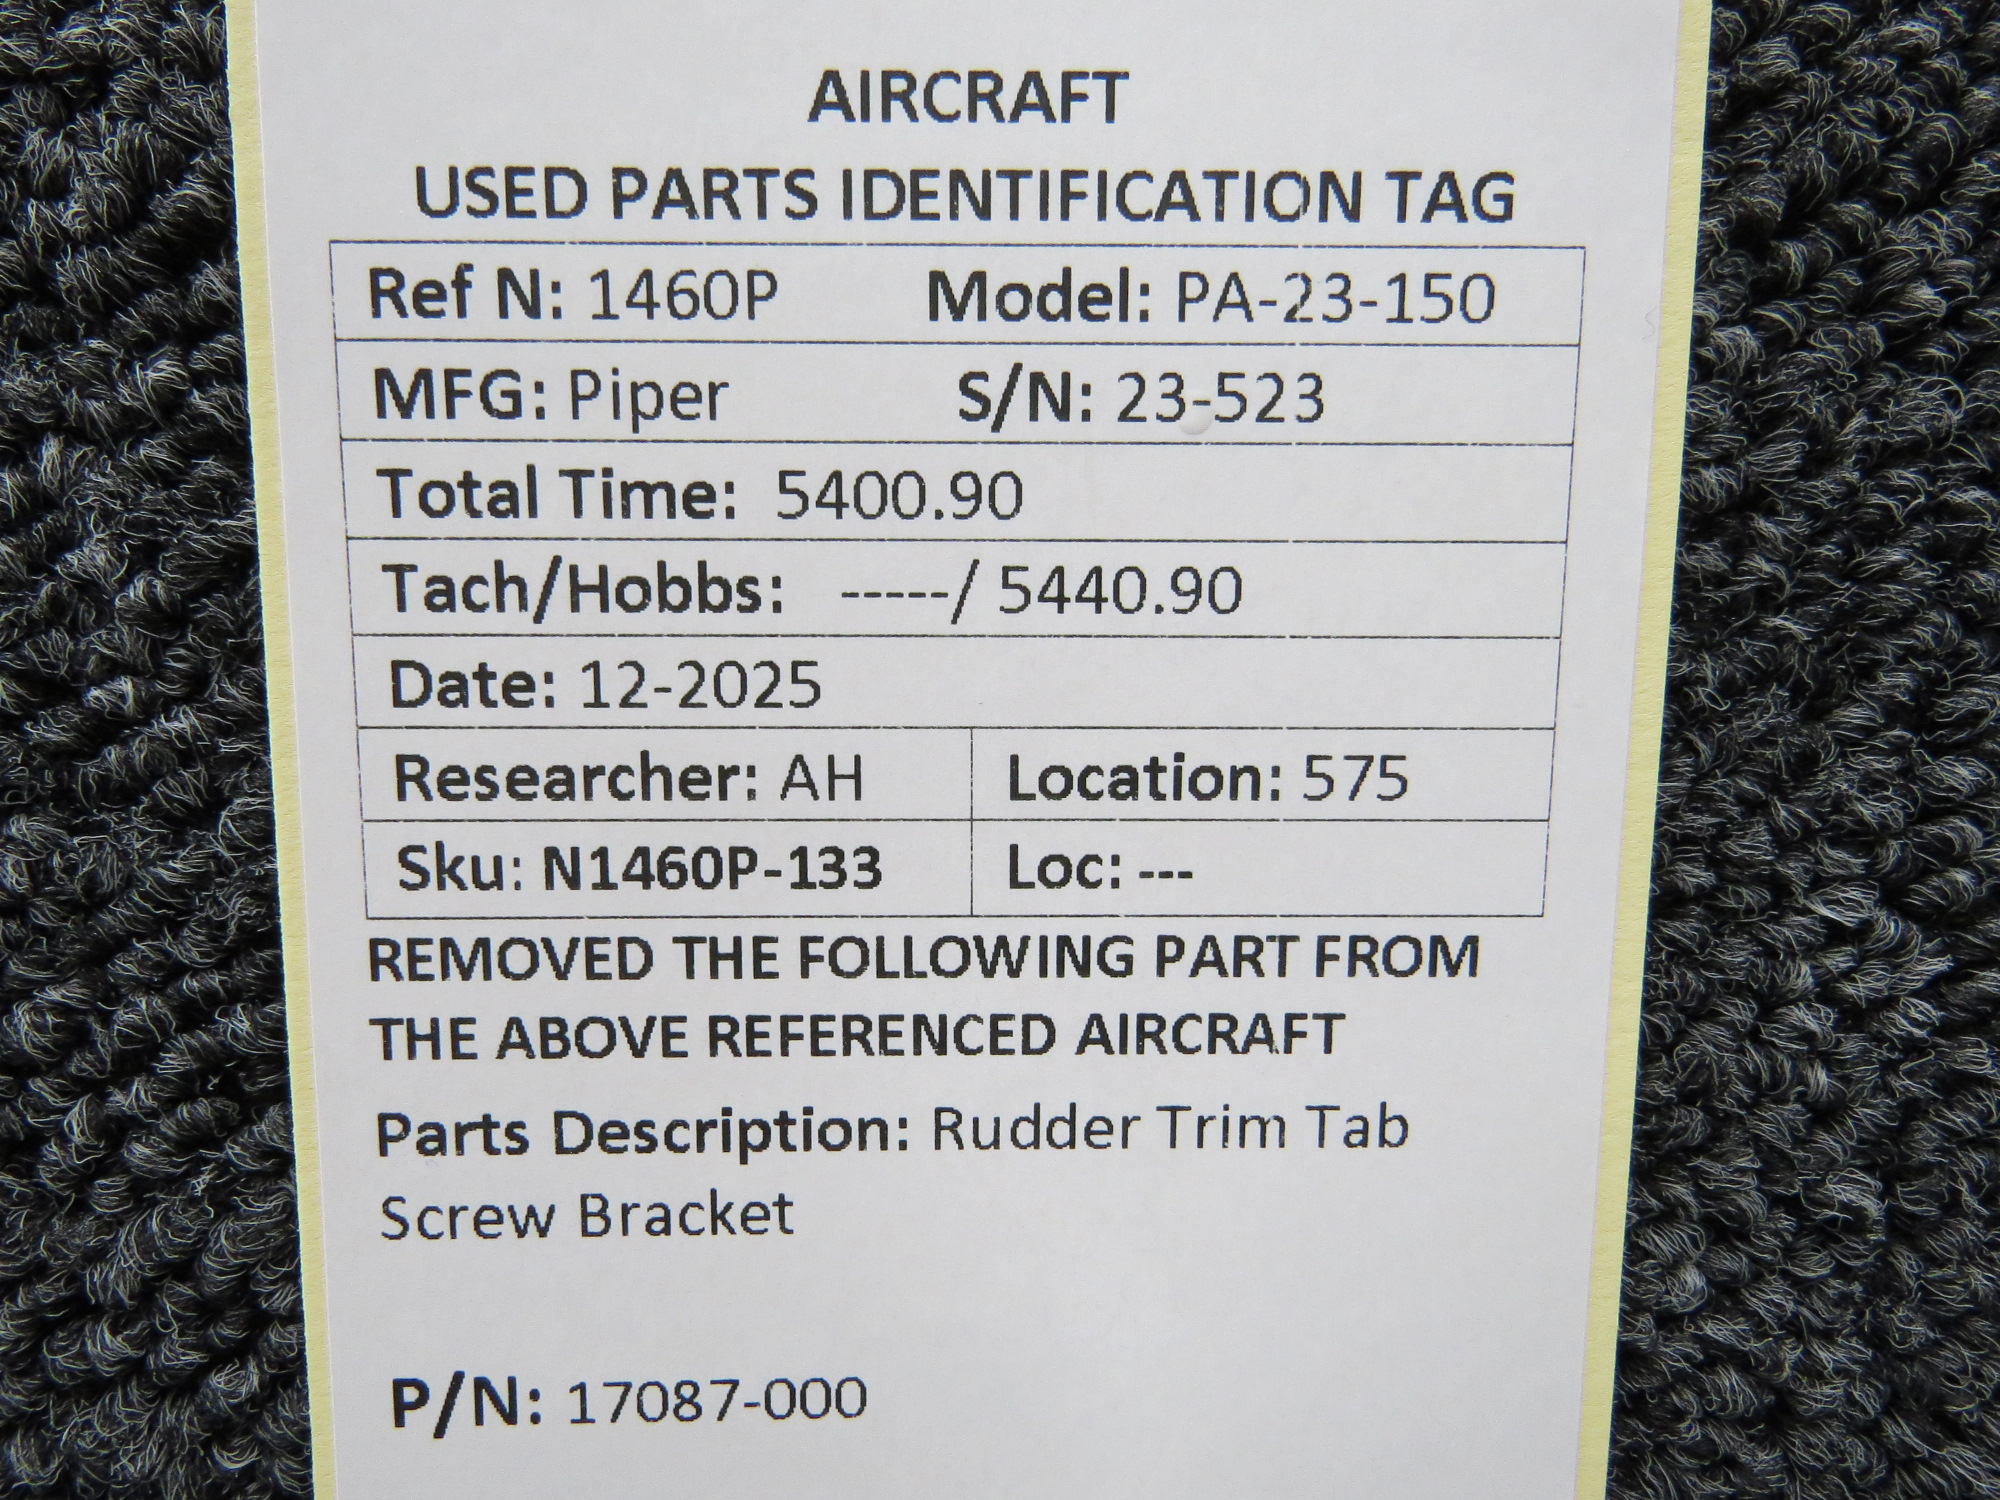 AIRCRAFT
USED PARTS IDENTIFICATION TAG
Ref N: 1460P Model: PA-23-150
MFG: Piper S/N: 23-523
Total Time: 5400.90
Tach/Hobbs: -----/ 5440.90
Date: 12-2025
Researcher: AH Location: 575
Sku: N1460P-133 Loc: ---
REMOVED THE FOLLOWING PART FROM
THE ABOVE REFERENCED AIRCRAFT
Parts Description: Rudder Trim Tab
Screw Bracket
P/N: 17087-000